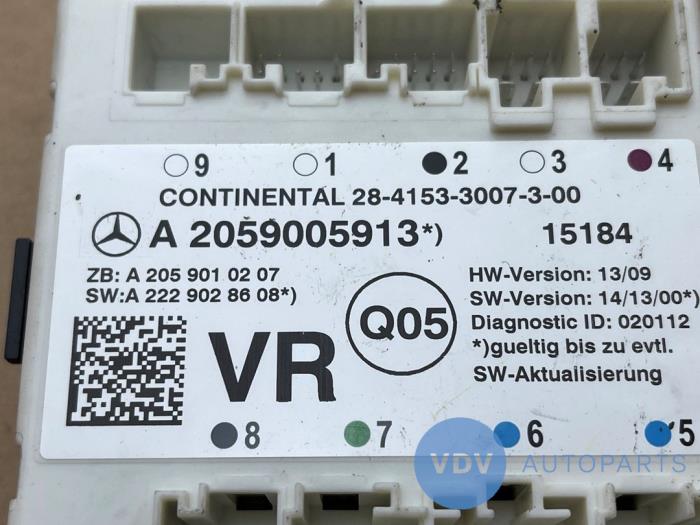 9 1 2 3 4
CONTINENTAL 28-4153-3007-3-00
A 2059005913*) 15184
ZB: A 205 901 02 07
SW:A 222 902 86 08*)
HW-Version: 13/09
SW-Version: 14/13/00*)
Diagnostic ID: 020112
*)gueltig bis zu evtl.
SW-Aktualisierung
Q05
VR
8 7 6 5
VDV AUTOPARTS